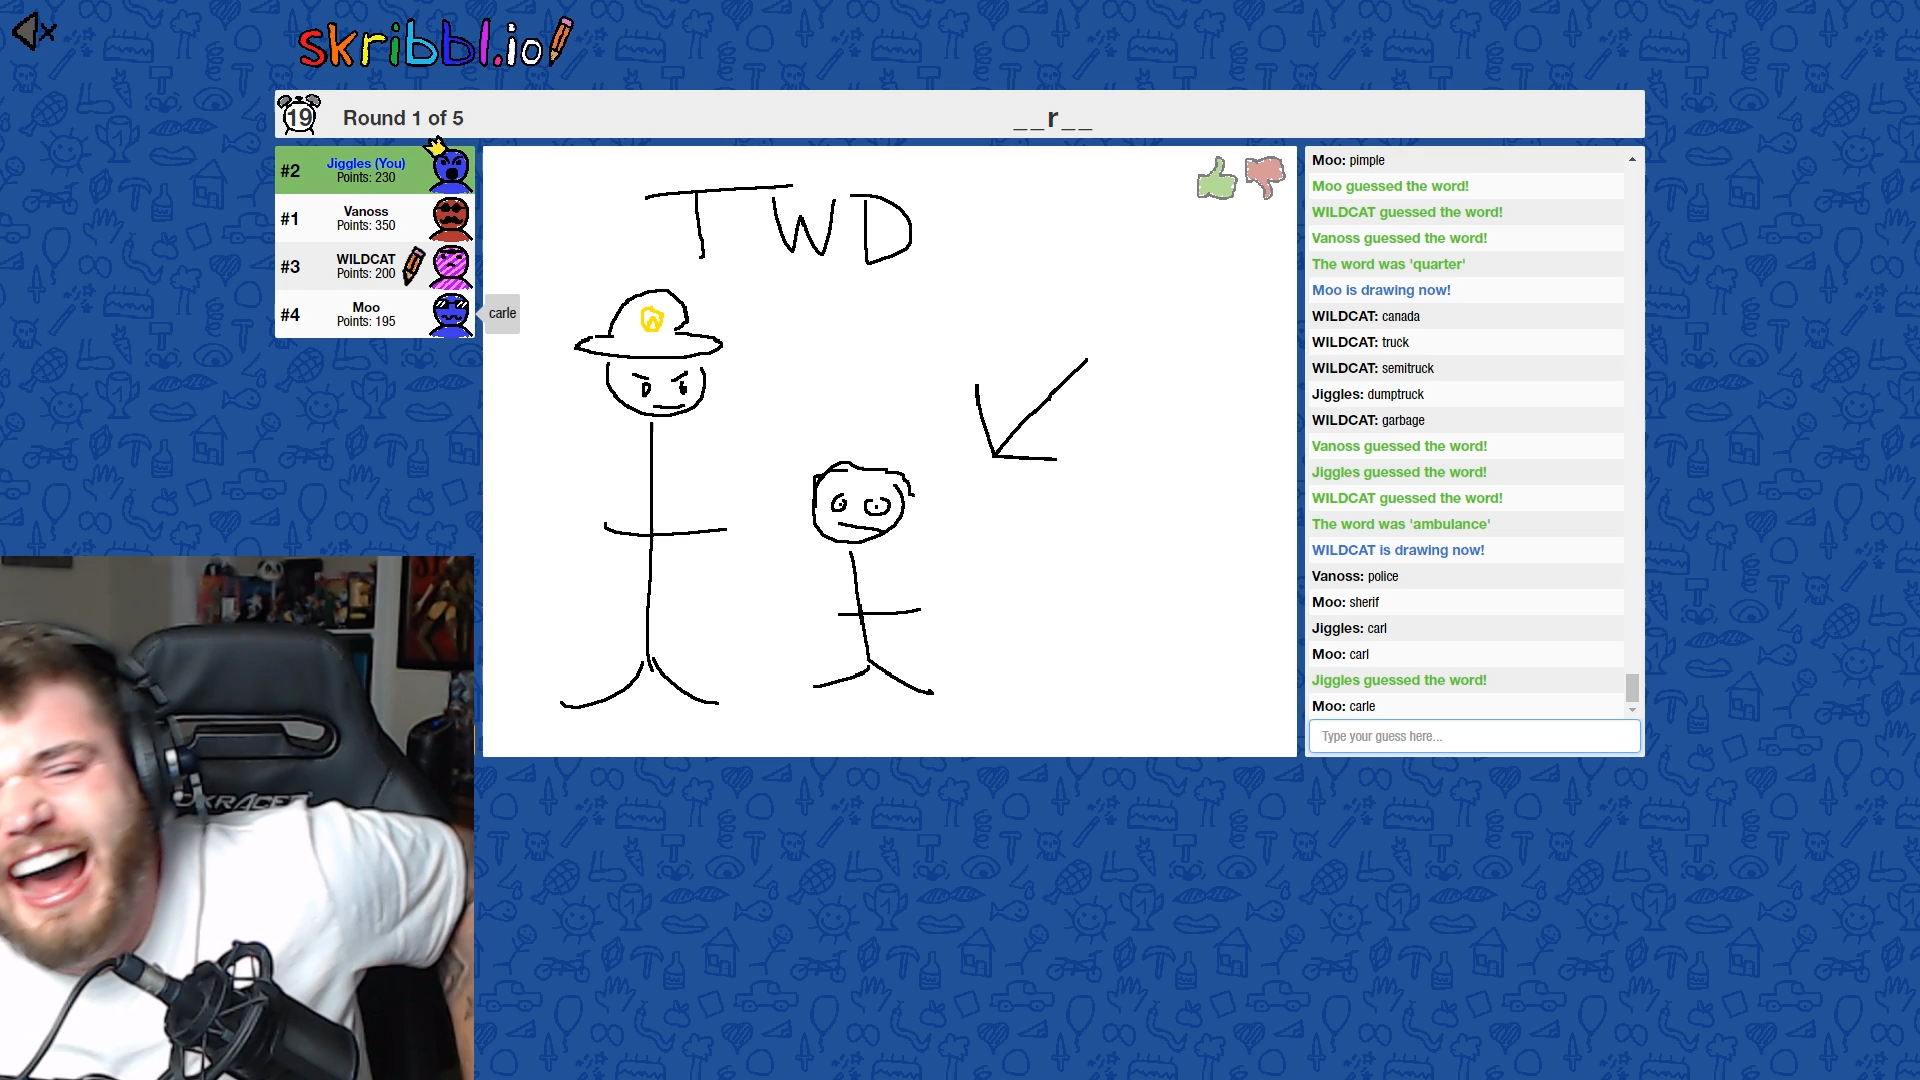 skribbl.io
19
Round 1 of 5
__r__
#2
Jiggles (You)
Points: 230
#1
Vanoss
Points: 350
#3
WILDCAT
Points: 200
#4
Moo
Points: 195
carle
TWD
Moo: pimple
Moo guessed the word!
WILDCAT guessed the word!
Vanoss guessed the word!
The word was 'quarter'
Moo is drawing now!
WILDCAT: canada
WILDCAT: truck
WILDCAT: semitruck
Jiggles: dumptruck
WILDCAT: garbage
Vanoss guessed the word!
Jiggles guessed the word!
WILDCAT guessed the word!
The word was 'ambulance'
WILDCAT is drawing now!
Vanoss: police
Moo: sherif
Jiggles: carl
Moo: carl
Jiggles guessed the word!
Moo: carle
Type your guess here...